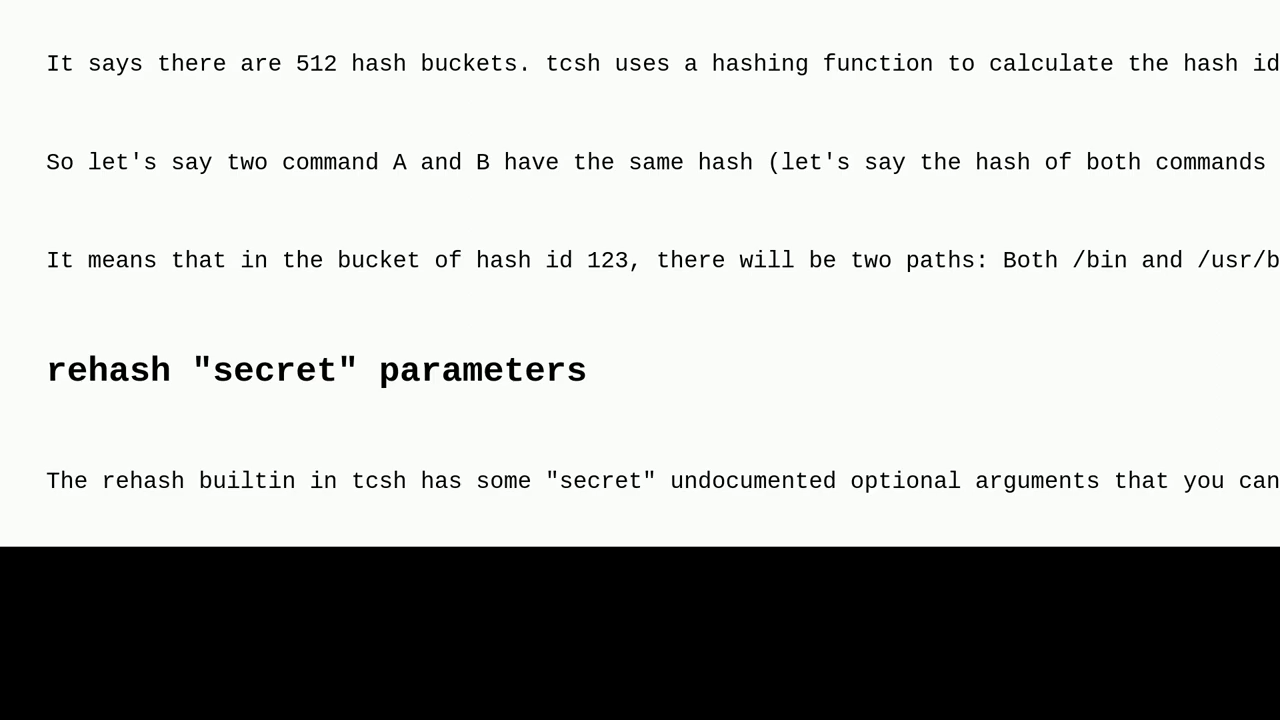 It says there are 512 hash buckets. tcsh uses a hashing function to calculate the hash id
So let's say two command A and B have the same hash (let's say the hash of both commands
It means that in the bucket of hash id 123, there will be two paths: Both /bin and /usr/b
rehash "secret" parameters
The rehash builtin in tcsh has some "secret" undocumented optional arguments that you can